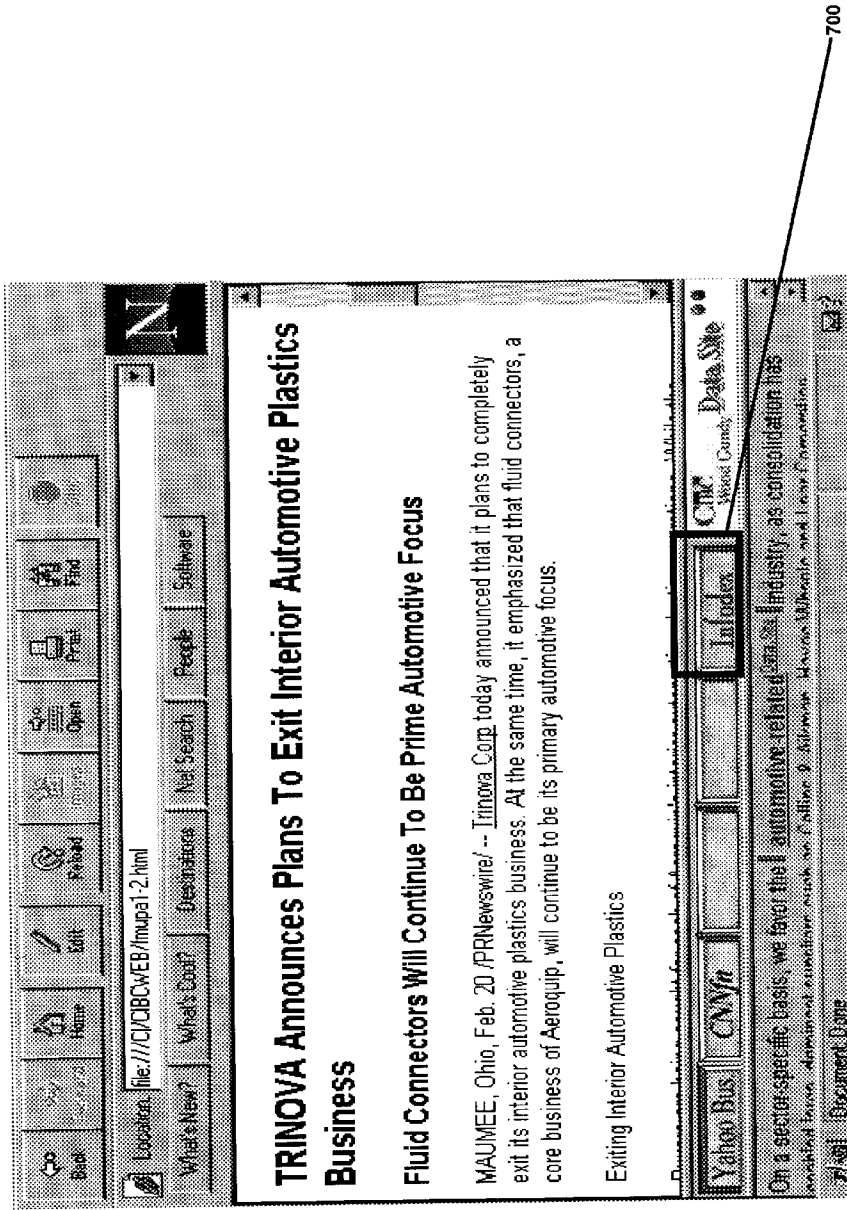 Back Home Edit Reload Open Print Find
Location: file:///C|/CIBCWEB/Imupa1-2.html
What's New? What's Cool? Destinations Net Search People Software
N
TRINOVA Announces Plans To Exit Interior Automotive Plastics
Business
Fluid Connectors Will Continue To Be Prime Automotive Focus
MAUMEE, Ohio, Feb. 20 /PRNewswire/ -- Trinova Corp today announced that it plans to completely
exit its interior automotive plastics business. At the same time, it emphasized that fluid connectors, a
core business of Aeroquip, will continue to be its primary automotive focus.
Exiting Interior Automotive Plastics
Yahoo Bus CNNfn InIndex Data Site
On a sector-specific basis, we favor the automotive-related Data Site industry, as consolidation has
Document: Done
700